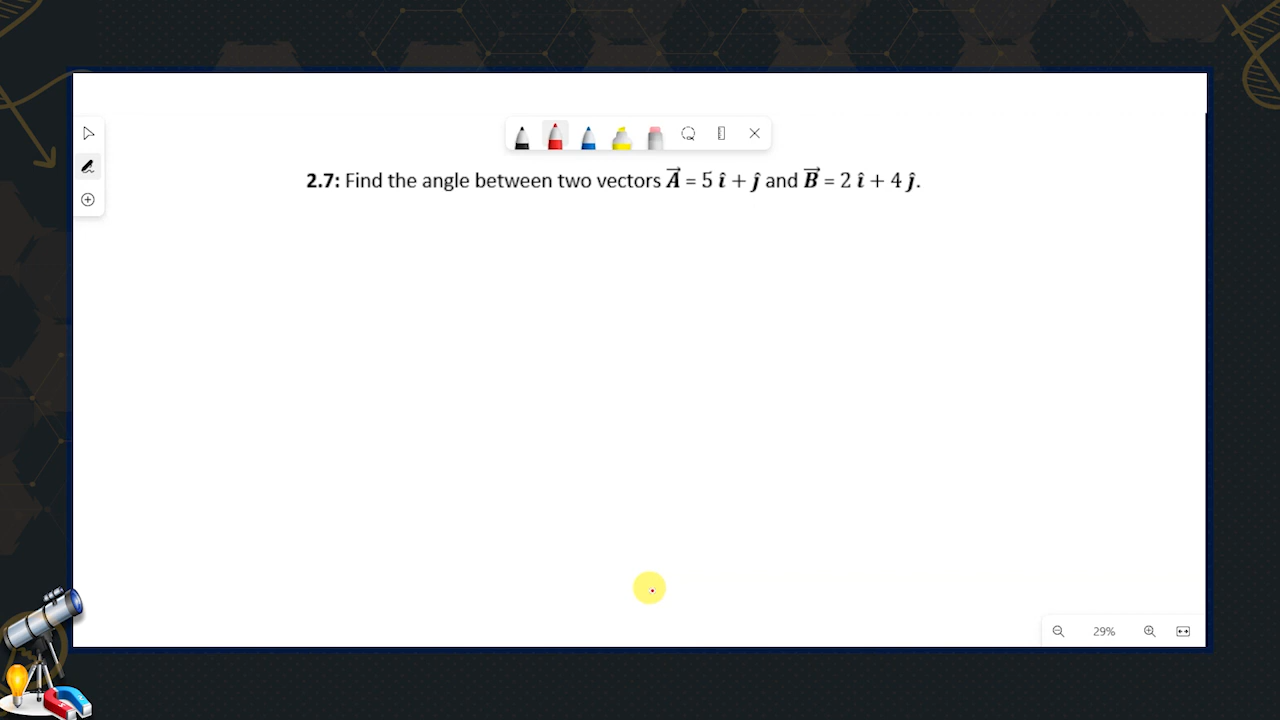 2.7: Find the angle between two vectors A⃗ = 5 î + ĵ and B⃗ = 2 î + 4 ĵ.
29%